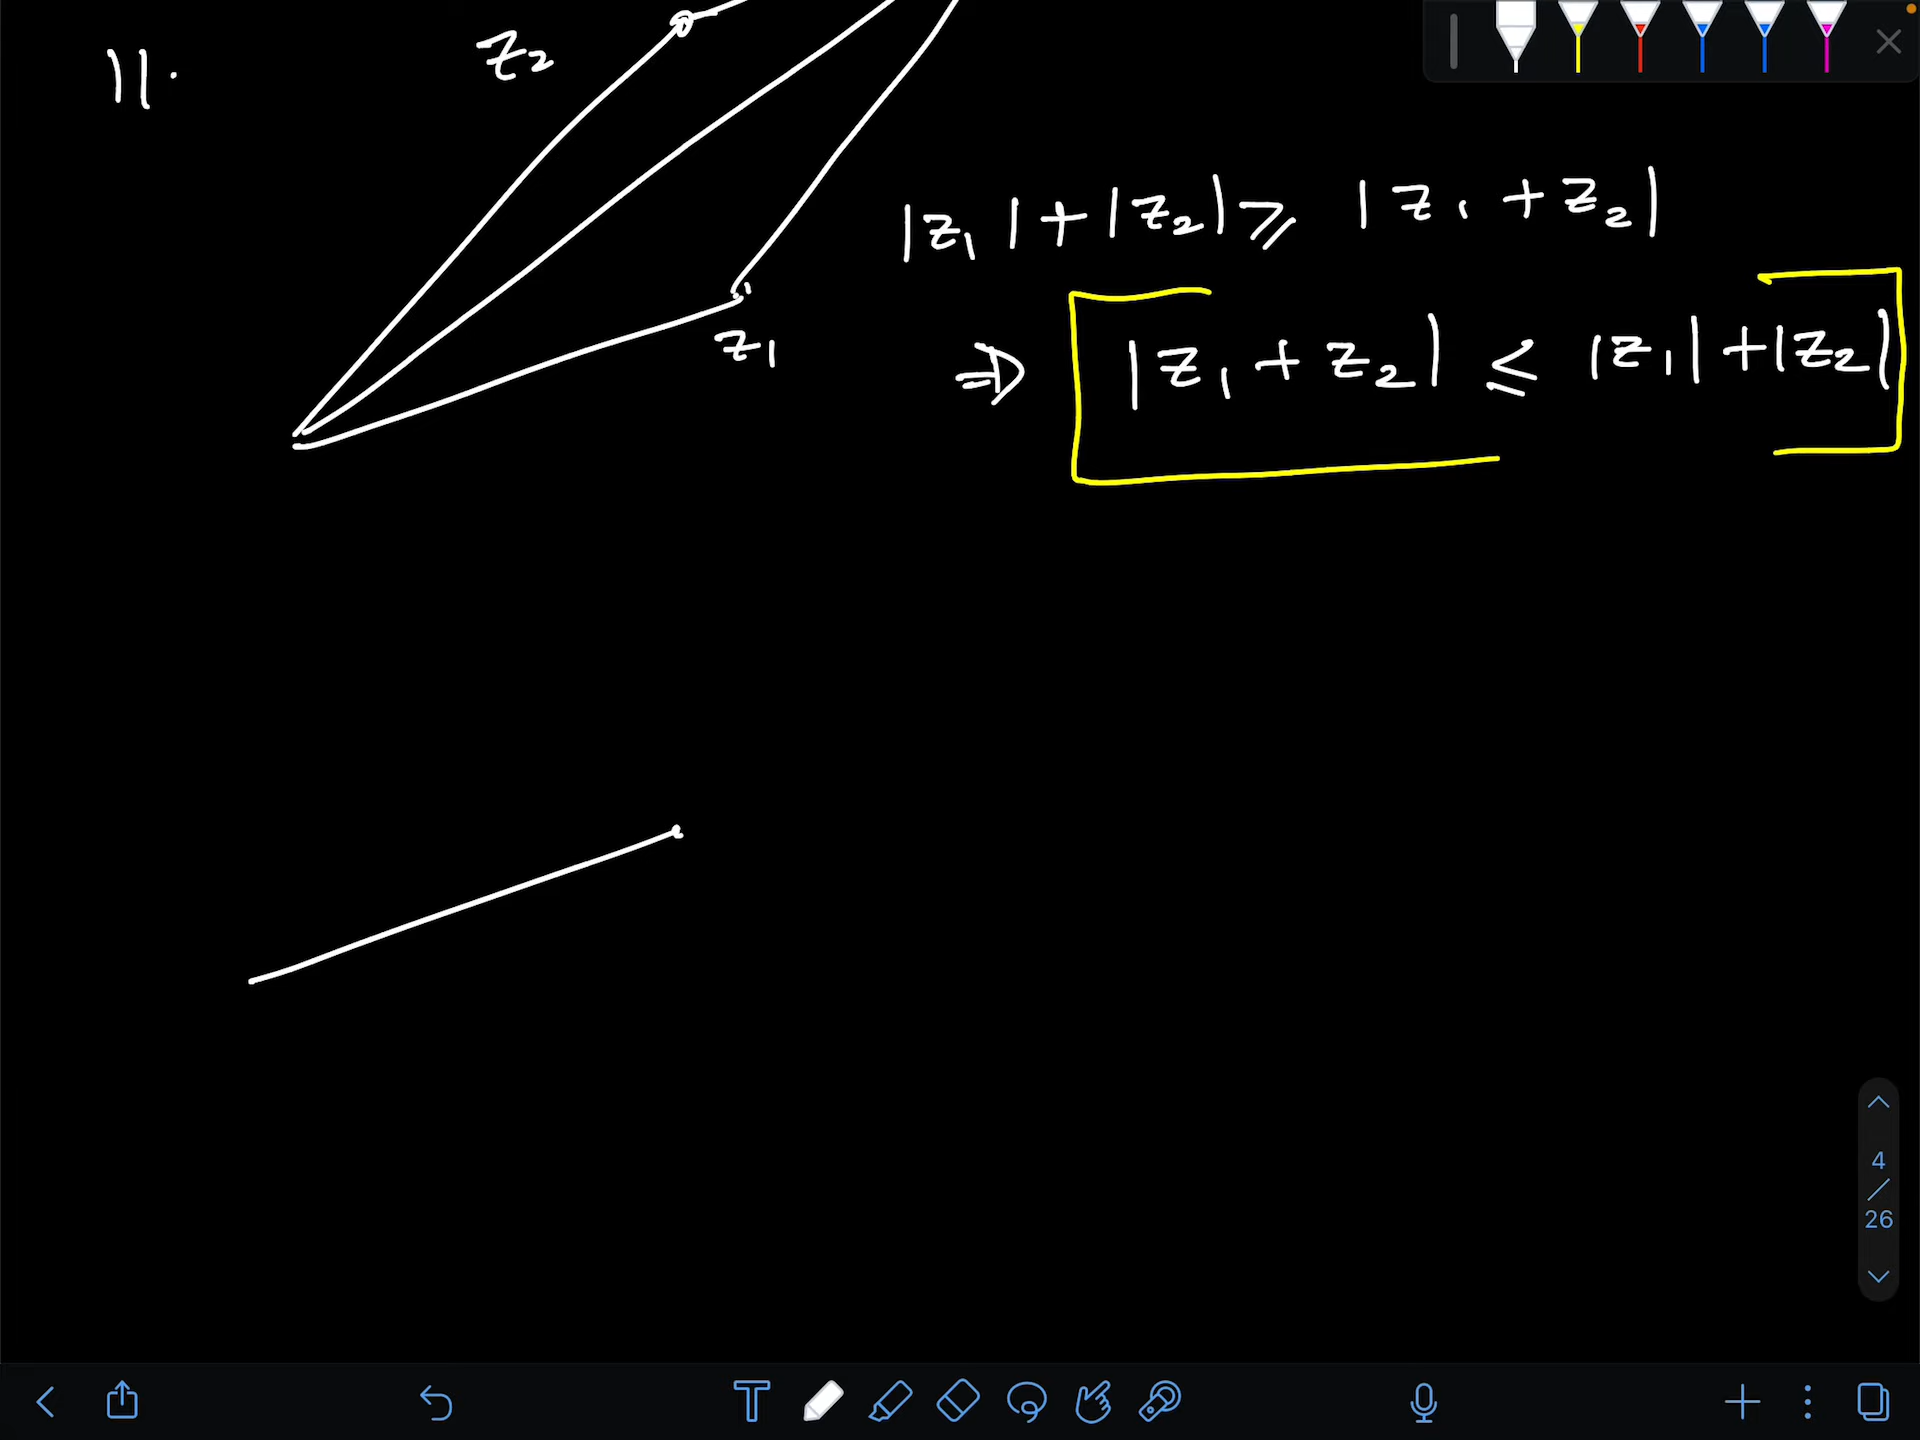 11.
z₂
|z₁| + |z₂| ⩾ |z₁ + z₂|
z₁
⇒ |z₁ + z₂| ⩽ |z₁| + |z₂|
4
/
26
T